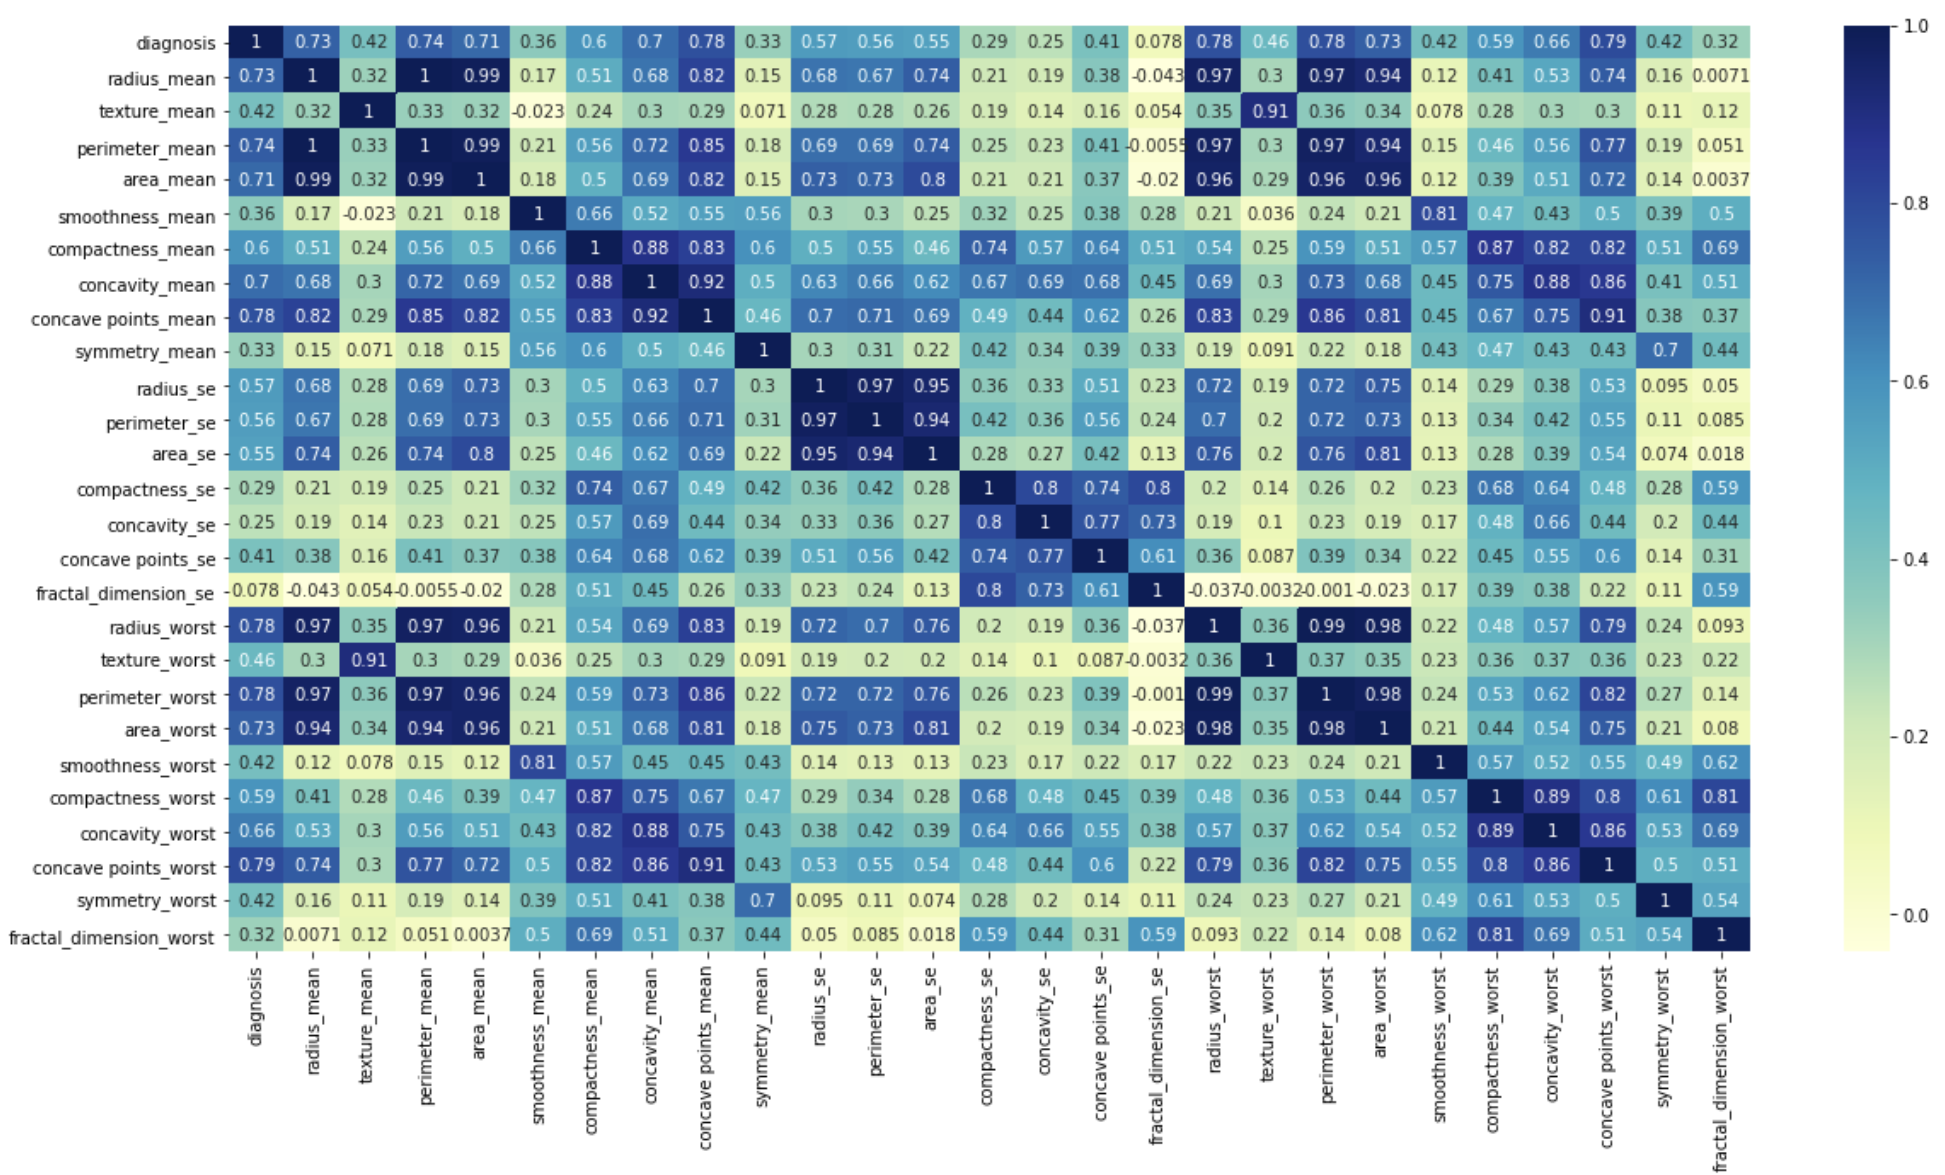 diagnosis 1 0.73 0.42 0.74 0.71 0.36 0.6 0.7 0.78 0.33 0.57 0.56 0.55 0.29 0.25 0.41 0.078 0.78 0.46 0.78 0.73 0.42 0.59 0.66 0.79 0.42 0.32
radius_mean 0.73 1 0.32 1 0.99 0.17 0.51 0.68 0.82 0.15 0.68 0.67 0.74 0.21 0.19 0.38 -0.043 0.97 0.3 0.97 0.94 0.12 0.41 0.53 0.74 0.16 0.0071
texture_mean 0.42 0.32 1 0.33 0.32 -0.023 0.24 0.3 0.29 0.071 0.28 0.28 0.26 0.19 0.14 0.16 0.054 0.35 0.91 0.36 0.34 0.078 0.28 0.3 0.3 0.11 0.12
perimeter_mean 0.74 1 0.33 1 0.99 0.21 0.56 0.72 0.85 0.18 0.69 0.69 0.74 0.25 0.23 0.41 -0.0055 0.97 0.3 0.97 0.94 0.15 0.46 0.56 0.77 0.19 0.051
area_mean 0.71 0.99 0.32 0.99 1 0.18 0.5 0.69 0.82 0.15 0.73 0.73 0.8 0.21 0.21 0.37 -0.02 0.96 0.29 0.96 0.96 0.12 0.39 0.51 0.72 0.14 0.0037
smoothness_mean 0.36 0.17 -0.023 0.21 0.18 1 0.66 0.52 0.55 0.56 0.3 0.3 0.25 0.32 0.25 0.38 0.28 0.21 0.036 0.24 0.21 0.81 0.47 0.43 0.5 0.39 0.5
compactness_mean 0.6 0.51 0.24 0.56 0.5 0.66 1 0.88 0.83 0.6 0.5 0.55 0.46 0.74 0.57 0.64 0.51 0.54 0.25 0.59 0.51 0.57 0.87 0.82 0.82 0.51 0.69
concavity_mean 0.7 0.68 0.3 0.72 0.69 0.52 0.88 1 0.92 0.5 0.63 0.66 0.62 0.67 0.69 0.68 0.45 0.69 0.3 0.73 0.68 0.45 0.75 0.88 0.86 0.41 0.51
concave points_mean 0.78 0.82 0.29 0.85 0.82 0.55 0.83 0.92 1 0.46 0.7 0.71 0.69 0.49 0.44 0.62 0.26 0.83 0.29 0.86 0.81 0.45 0.67 0.75 0.91 0.38 0.37
symmetry_mean 0.33 0.15 0.071 0.18 0.15 0.56 0.6 0.5 0.46 1 0.3 0.31 0.22 0.42 0.34 0.39 0.33 0.19 0.091 0.22 0.18 0.43 0.47 0.43 0.43 0.7 0.44
radius_se 0.57 0.68 0.28 0.69 0.73 0.3 0.5 0.63 0.7 0.3 1 0.97 0.95 0.36 0.33 0.51 0.23 0.72 0.19 0.72 0.75 0.14 0.29 0.38 0.53 0.095 0.05
perimeter_se 0.56 0.67 0.28 0.69 0.73 0.3 0.55 0.66 0.71 0.31 0.97 1 0.94 0.42 0.36 0.56 0.24 0.7 0.2 0.72 0.73 0.13 0.34 0.42 0.55 0.11 0.085
area_se 0.55 0.74 0.26 0.74 0.8 0.25 0.46 0.62 0.69 0.22 0.95 0.94 1 0.28 0.27 0.42 0.13 0.76 0.2 0.76 0.81 0.13 0.28 0.39 0.54 0.074 0.018
compactness_se 0.29 0.21 0.19 0.25 0.21 0.32 0.74 0.67 0.49 0.42 0.36 0.42 0.28 1 0.8 0.74 0.8 0.2 0.14 0.26 0.2 0.23 0.68 0.64 0.48 0.28 0.59
concavity_se 0.25 0.19 0.14 0.23 0.21 0.25 0.57 0.69 0.44 0.34 0.33 0.36 0.27 0.8 1 0.77 0.73 0.19 0.1 0.23 0.19 0.17 0.48 0.66 0.44 0.2 0.44
concave points_se 0.41 0.38 0.16 0.41 0.37 0.38 0.64 0.68 0.62 0.39 0.51 0.56 0.42 0.74 0.77 1 0.61 0.36 0.087 0.39 0.34 0.22 0.45 0.55 0.6 0.14 0.31
fractal_dimension_se 0.078 -0.043 0.054 -0.0055 -0.02 0.28 0.51 0.45 0.26 0.33 0.23 0.24 0.13 0.8 0.73 0.61 1 -0.037 -0.0032 -0.001 -0.023 0.17 0.39 0.38 0.22 0.11 0.59
radius_worst 0.78 0.97 0.35 0.97 0.96 0.21 0.54 0.69 0.83 0.19 0.72 0.7 0.76 0.2 0.19 0.36 -0.037 1 0.36 0.99 0.98 0.22 0.48 0.57 0.79 0.24 0.093
texture_worst 0.46 0.3 0.91 0.3 0.29 0.036 0.25 0.3 0.29 0.091 0.19 0.2 0.2 0.14 0.1 0.087 -0.0032 0.36 1 0.37 0.35 0.23 0.36 0.37 0.36 0.23 0.22
perimeter_worst 0.78 0.97 0.36 0.97 0.96 0.24 0.59 0.73 0.86 0.22 0.72 0.72 0.76 0.26 0.23 0.39 -0.001 0.99 0.37 1 0.98 0.24 0.53 0.62 0.82 0.27 0.14
area_worst 0.73 0.94 0.34 0.94 0.96 0.21 0.51 0.68 0.81 0.18 0.75 0.73 0.81 0.2 0.19 0.34 -0.023 0.98 0.35 0.98 1 0.21 0.44 0.54 0.75 0.21 0.08
smoothness_worst 0.42 0.12 0.078 0.15 0.12 0.81 0.57 0.45 0.45 0.43 0.14 0.13 0.13 0.23 0.17 0.22 0.17 0.22 0.23 0.24 0.21 1 0.57 0.52 0.55 0.49 0.62
compactness_worst 0.59 0.41 0.28 0.46 0.39 0.47 0.87 0.75 0.67 0.47 0.29 0.34 0.28 0.68 0.48 0.45 0.39 0.48 0.36 0.53 0.44 0.57 1 0.89 0.8 0.61 0.81
concavity_worst 0.66 0.53 0.3 0.56 0.51 0.43 0.82 0.88 0.75 0.43 0.38 0.42 0.39 0.64 0.66 0.55 0.38 0.57 0.37 0.62 0.54 0.52 0.89 1 0.86 0.53 0.69
concave points_worst 0.79 0.74 0.3 0.77 0.72 0.5 0.82 0.86 0.91 0.43 0.53 0.55 0.54 0.48 0.44 0.6 0.22 0.79 0.36 0.82 0.75 0.55 0.8 0.86 1 0.5 0.51
symmetry_worst 0.42 0.16 0.11 0.19 0.14 0.39 0.51 0.41 0.38 0.7 0.095 0.11 0.074 0.28 0.2 0.14 0.11 0.24 0.23 0.27 0.21 0.49 0.61 0.53 0.5 1 0.54
fractal_dimension_worst 0.32 0.0071 0.12 0.051 0.0037 0.5 0.69 0.51 0.37 0.44 0.05 0.085 0.018 0.59 0.44 0.31 0.59 0.093 0.22 0.14 0.08 0.62 0.81 0.69 0.51 0.54 1
diagnosis
radius_mean
texture_mean
perimeter_mean
area_mean
smoothness_mean
compactness_mean
concavity_mean
concave points_mean
symmetry_mean
radius_se
perimeter_se
area_se
compactness_se
concavity_se
concave points_se
fractal_dimension_se
radius_worst
texture_worst
perimeter_worst
area_worst
smoothness_worst
compactness_worst
concavity_worst
concave points_worst
symmetry_worst
fractal_dimension_worst
1.0
0.8
0.6
0.4
0.2
0.0